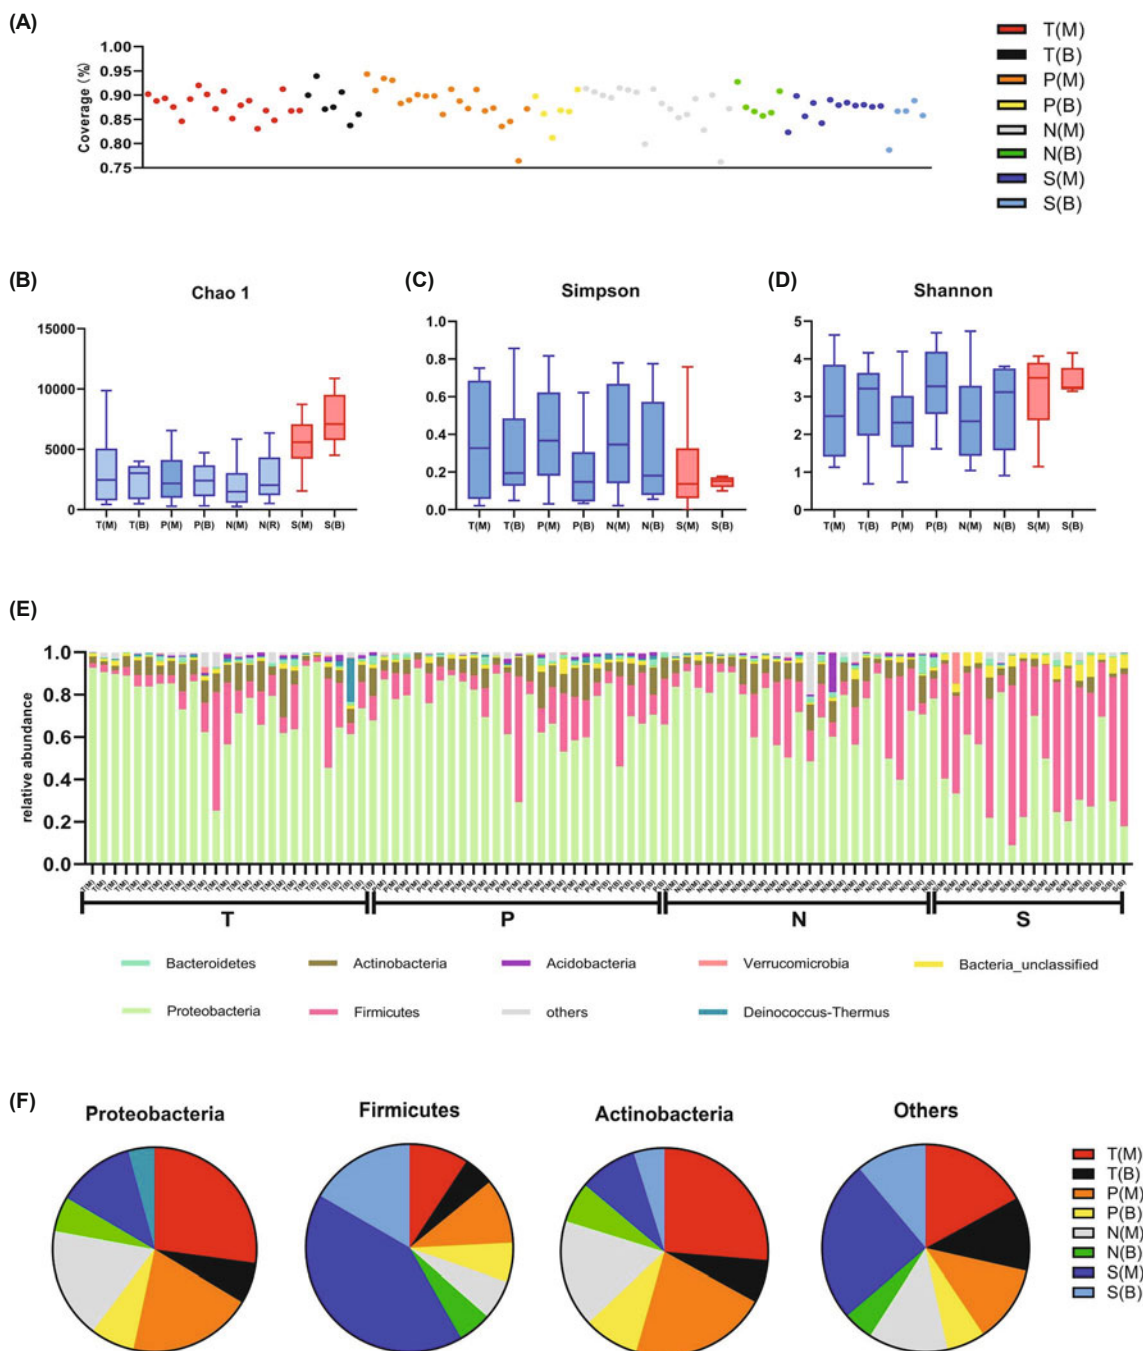 (A)
Coverage (%)
1.00
0.95
0.90
0.85
0.80
0.75
T(M)
T(B)
P(M)
P(B)
N(M)
N(B)
S(M)
S(B)
(B)
Chao 1
15000
10000
5000
0
T(M) T(B) P(M) P(B) N(M) N(R) S(M) S(B)
(C)
Simpson
1.0
0.8
0.6
0.4
0.2
0.0
T(M) T(B) P(M) P(B) N(M) N(B) S(M) S(B)
(D)
Shannon
5
4
3
2
1
0
T(M) T(B) P(M) P(B) N(M) N(B) S(M) S(B)
(E)
relative abundance
1.0
0.8
0.6
0.4
0.2
0.0
T P N S
Bacteroidetes Actinobacteria Acidobacteria Verrucomicrobia Bacteria_unclassified
Proteobacteria Firmicutes others Deinococcus-Thermus
(F)
Proteobacteria
Firmicutes
Actinobacteria
Others
T(M)
T(B)
P(M)
P(B)
N(M)
N(B)
S(M)
S(B)